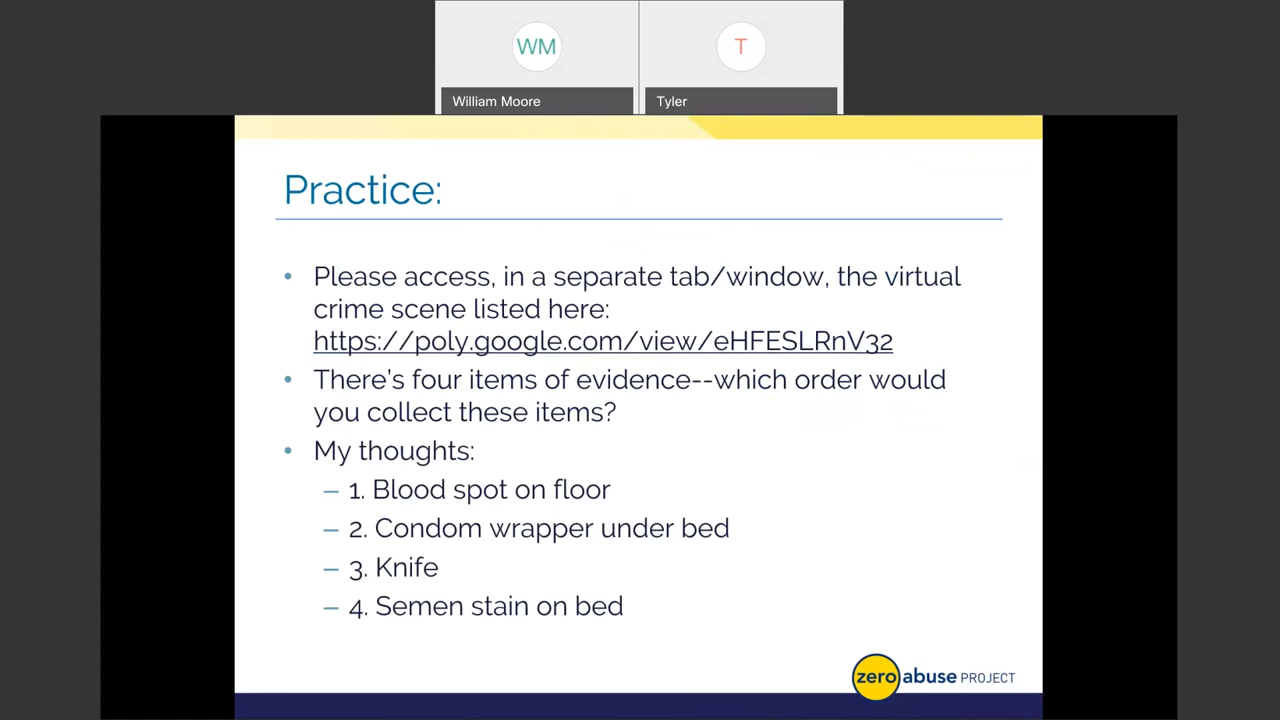 WM
T
William Moore
Tyler
Practice:
• Please access, in a separate tab/window, the virtual
crime scene listed here:
https://poly.google.com/view/eHFESLRnV32
• There's four items of evidence--which order would
you collect these items?
• My thoughts:
– 1. Blood spot on floor
– 2. Condom wrapper under bed
– 3. Knife
– 4. Semen stain on bed
zero abuse PROJECT